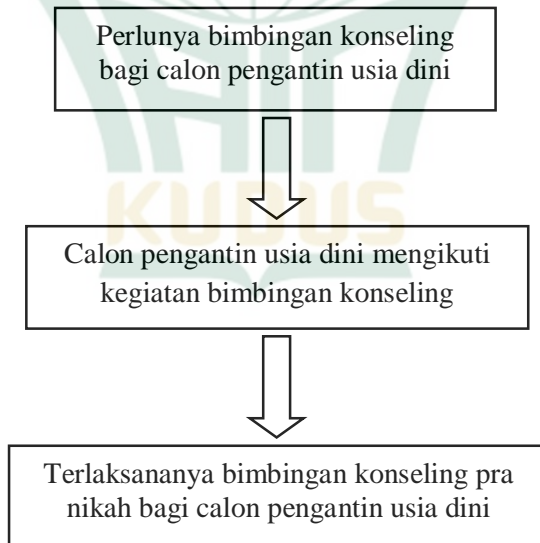 Perlunya bimbingan konseling
bagi calon pengantin usia dini
KUDUS
Calon pengantin usia dini mengikuti
kegiatan bimbingan konseling
Terlaksananya bimbingan konseling pra
nikah bagi calon pengantin usia dini